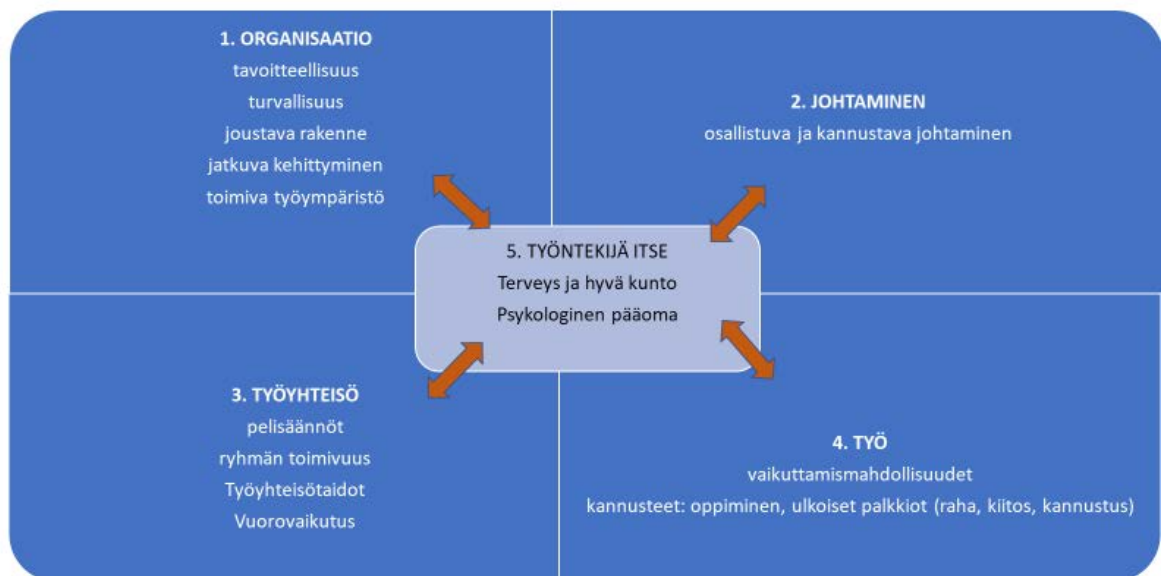 1. ORGANISAATIO
tavoitteellisuus
turvallisuus
joustava rakenne
jatkuva kehittyminen
toimiva työympäristö
2. JOHTAMINEN
osallistuva ja kannustava johtaminen
5. TYÖNTEKIJÄ ITSE
Terveys ja hyvä kunto
Psykologinen pääoma
3. TYÖYHTEISÖ
pelisäännöt
ryhmän toimivuus
Työyhteisötaidot
Vuorovaikutus
4. TYÖ
vaikuttamismahdollisuudet
kannusteet: oppiminen, ulkoiset palkkiot (raha, kiitos, kannustus)